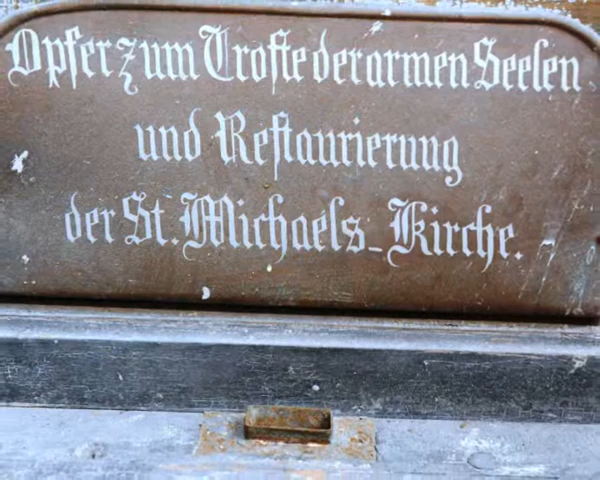 Opfer zum Troſte der armen Seelen
und Reſtaurierung
der St. Michaels-Kirche.